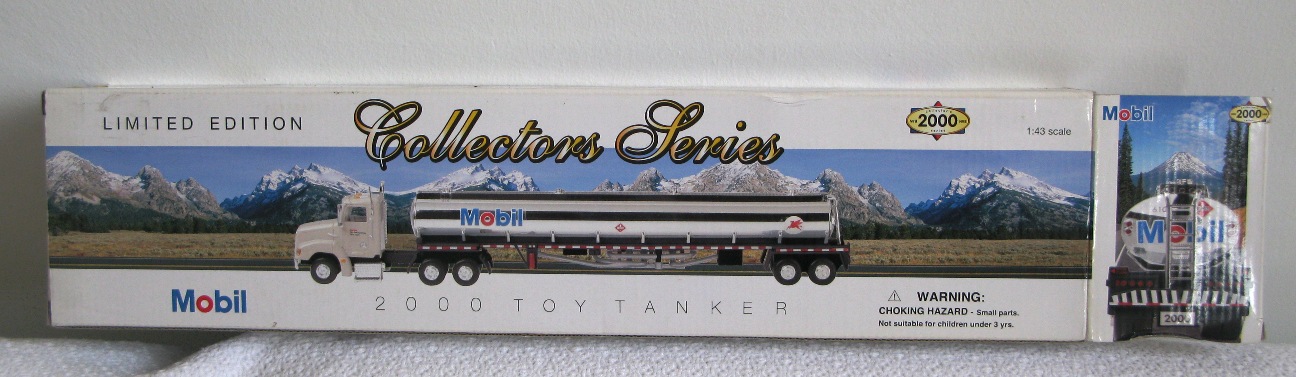 LIMITED EDITION
Collectors Series
2000
1:43 scale
Mobil
2000
Mobil
Mobil
Mobil
2000 TOY TANKER
WARNING:
CHOKING HAZARD - Small parts.
Not suitable for children under 3 yrs.
2000